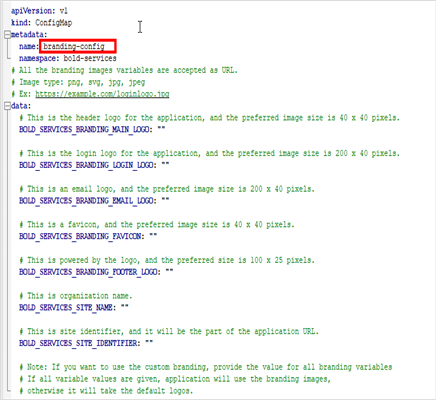 apiVersion: v1
kind: ConfigMap
metadata:
name: branding-config
namespace: bold-services
# All the branding images variables are accepted as URL.
# Image type: png, svg, jpg, jpeg
# Ex: https://example.com/loginlogo.jpg
data:
# This is the header logo for the application, and the preferred image size is 40 x 40 pixels.
BOLD_SERVICES_BRANDING_MAIN_LOGO: ""
# This is the login logo for the application, and the preferred image size is 200 x 40 pixels.
BOLD_SERVICES_BRANDING_LOGIN_LOGO: ""
# This is an email logo, and the preferred image size is 200 x 40 pixels.
BOLD_SERVICES_BRANDING_EMAIL_LOGO: ""
# This is a favicon, and the preferred image size is 40 x 40 pixels.
BOLD_SERVICES_BRANDING_FAVICON: ""
# This is powered by the logo, and the preferred size is 100 x 25 pixels.
BOLD_SERVICES_BRANDING_FOOTER_LOGO: ""
# This is organization name.
BOLD_SERVICES_SITE_NAME: ""
# This is site identifier, and it will be the part of the application URL.
BOLD_SERVICES_SITE_IDENTIFIER: ""
# Note: If you want to use the custom branding, provide the value for all branding variables
# If all variable values are given, application will use the branding images,
# otherwise it will take the default logos.